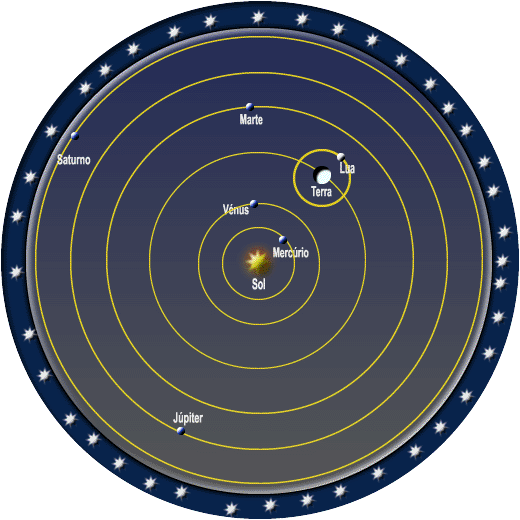 Marte
Saturno
Lua
Terra
Vénus
Mercúrio
Sol
Júpiter